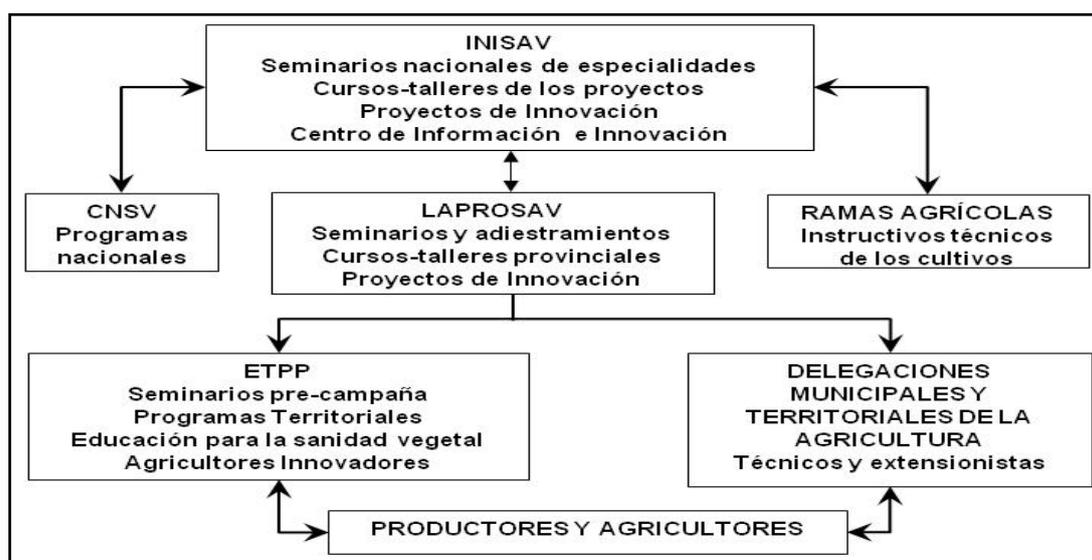 INISAV
Seminarios nacionales de especialidades
Cursos-talleres de los proyectos
Proyectos de Innovación
Centro de Información e Innovación
CNSV
Programas
nacionales
LAPROSAV
Seminarios y adiestramientos
Cursos-talleres provinciales
Proyectos de Innovación
RAMAS AGRÍCOLAS
Instructivos técnicos
de los cultivos
ETPP
Seminarios pre-campaña
Programas Territoriales
Educación para la sanidad vegetal
Agricultores Innovadores
DELEGACIONES
MUNICIPALES Y
TERRITORIALES DE LA
AGRICULTURA
Técnicos y extensionistas
PRODUCTORES Y AGRICULTORES